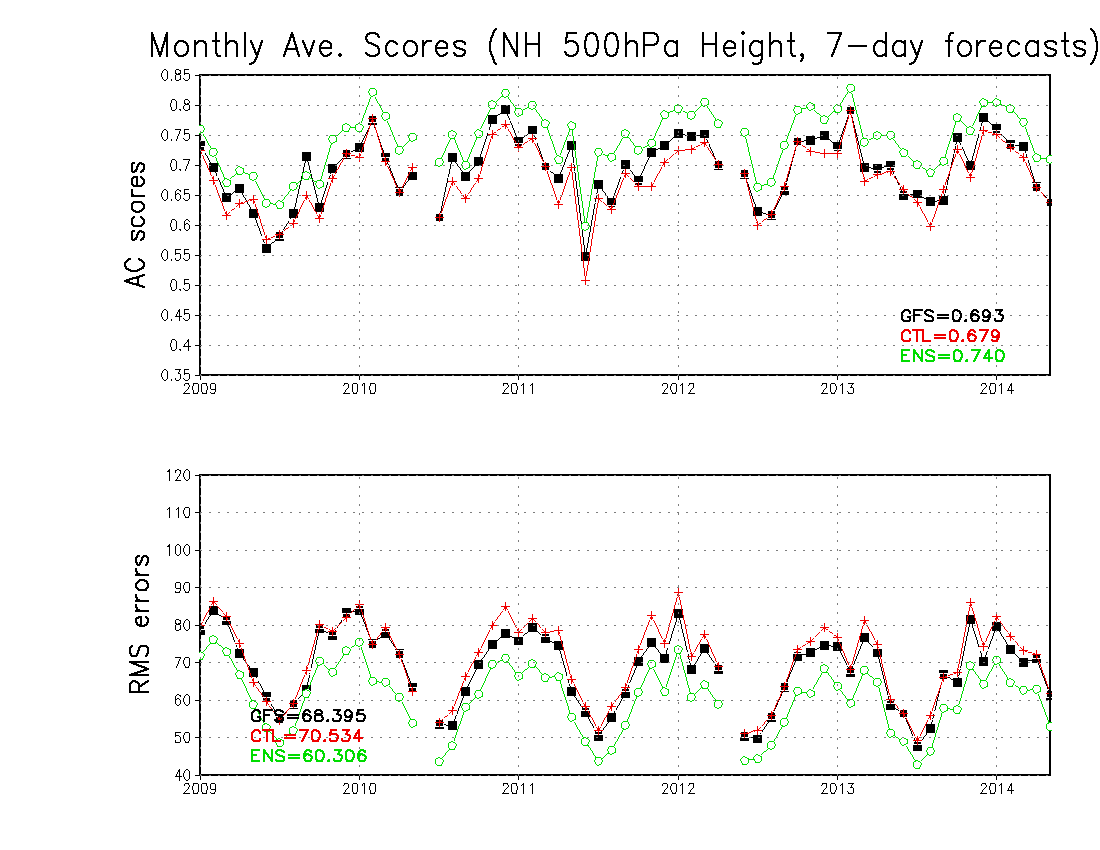 Monthly Ave. Scores (NH 500hPa Height, 7-day forecasts)
AC scores
0.85
0.8
0.75
0.7
0.65
0.6
0.55
0.5
0.45
0.4
0.35
GFS=0.693
CTL=0.679
ENS=0.740
2009 2010 2011 2012 2013 2014
RMS errors
120
110
100
90
80
70
60
50
40
GFS=68.395
CTL=70.534
ENS=60.306
2009 2010 2011 2012 2013 2014